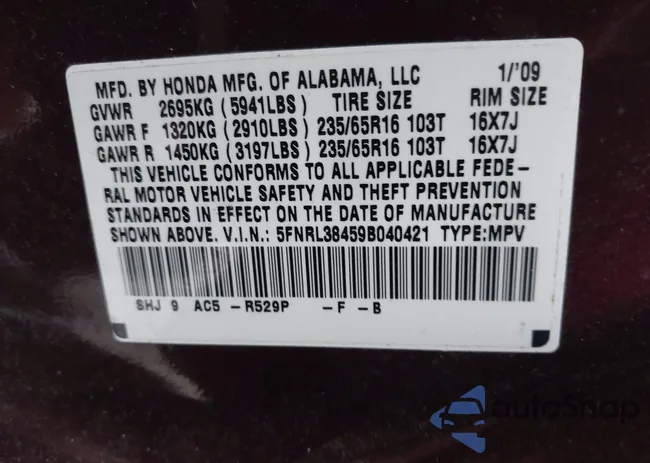 MFD. BY HONDA MFG. OF ALABAMA, LLC 1/'09
GVWR 2695KG (5941LBS) TIRE SIZE RIM SIZE
GAWR F 1320KG (2910LBS) 235/65R16 103T 16X7J
GAWR R 1450KG (3197LBS) 235/65R16 103T 16X7J
THIS VEHICLE CONFORMS TO ALL APPLICABLE FEDE-
RAL MOTOR VEHICLE SAFETY AND THEFT PREVENTION
STANDARDS IN EFFECT ON THE DATE OF MANUFACTURE
SHOWN ABOVE. V.I.N.: 5FNRL38459B040421 TYPE:MPV
SHJ 9 AC5 -R529P -F -B
autoSnap